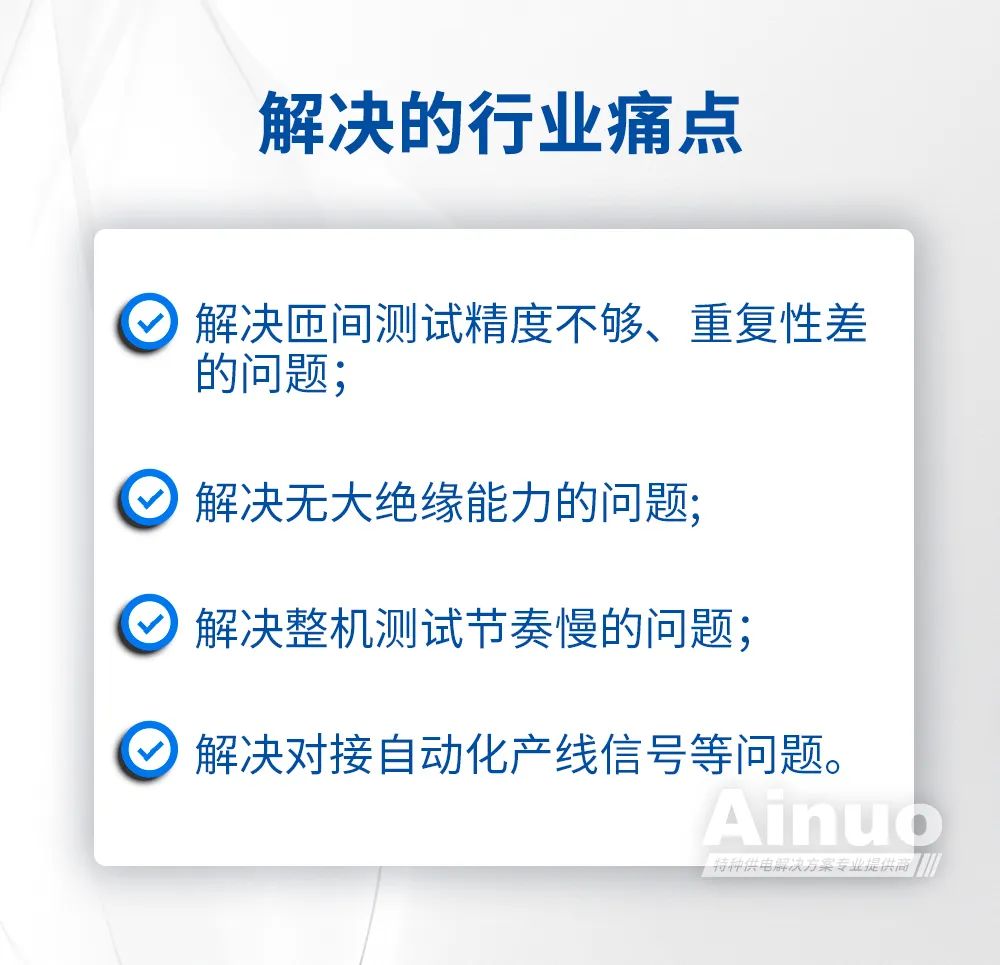 解决的行业痛点
解决匝间测试精度不够、重复性差
的问题；
解决无大绝缘能力的问题;
解决整机测试节奏慢的问题；
解决对接自动化产线信号等问题。
Ainuo
特种供电解决方案专业提供商